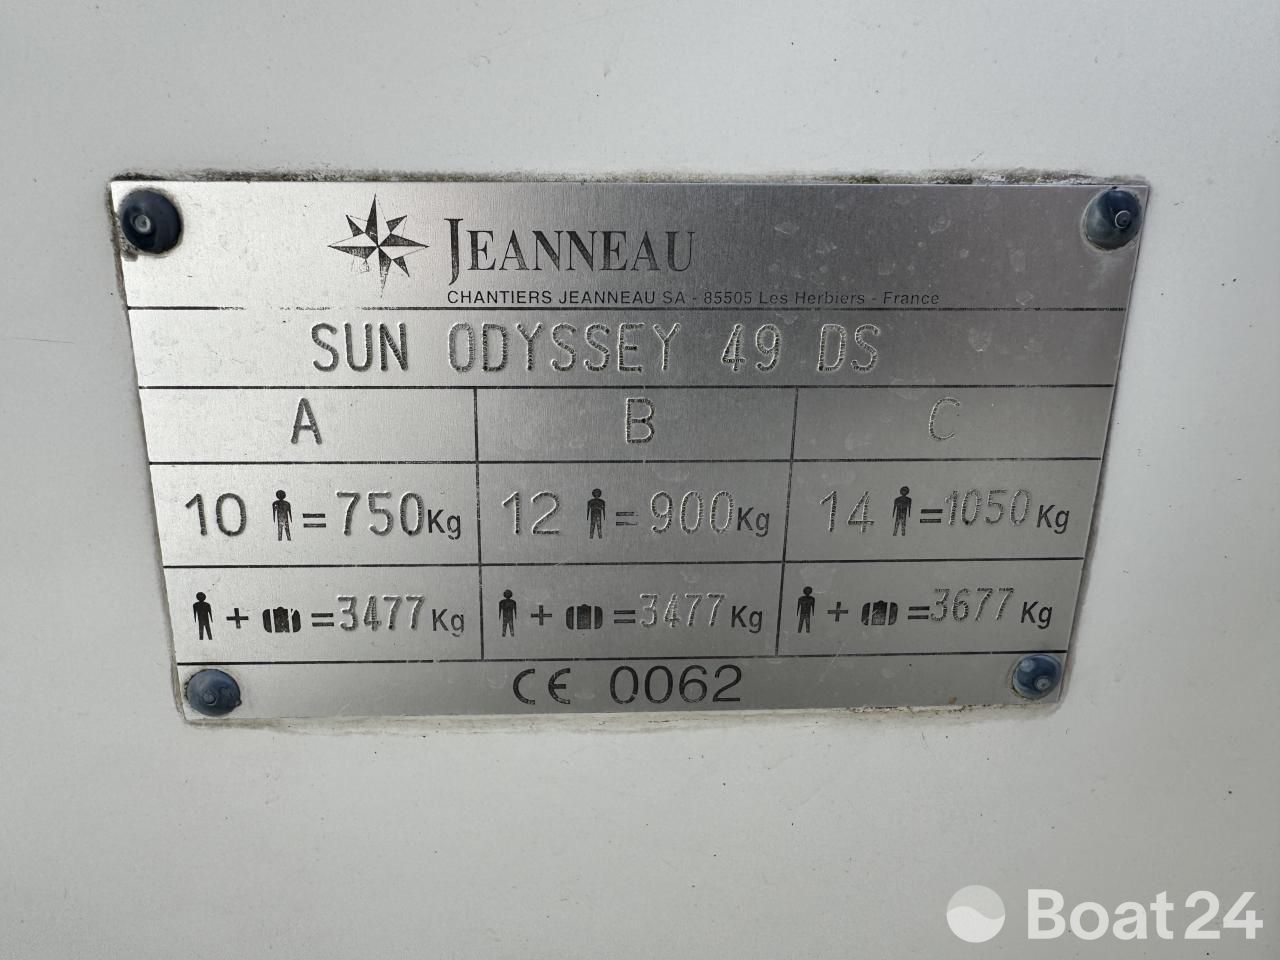 JEANNEAU
CHANTIERS JEANNEAU SA - 85505 Les Herbiers - France
SUN ODYSSEY 49 DS
A B C
10 =750Kg 12 =900Kg 14 =1050Kg
+ =3477Kg + =3477Kg + =3677Kg
CE 0062
Boat24